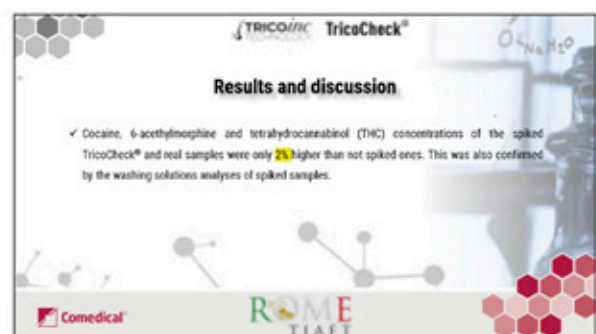 TRICOinc TricoCheck®
TECHNOLOGY
Results and discussion
✓ Cocaine, 6-acethylmorphine and tetrahydrocannabinol (THC) concentrations of the spiked
TricoCheck® and real samples were only 2% higher than not spiked ones. This was also confirmed
by the washing solutions analyses of spiked samples.
Comedical®
ROME
TIAFT